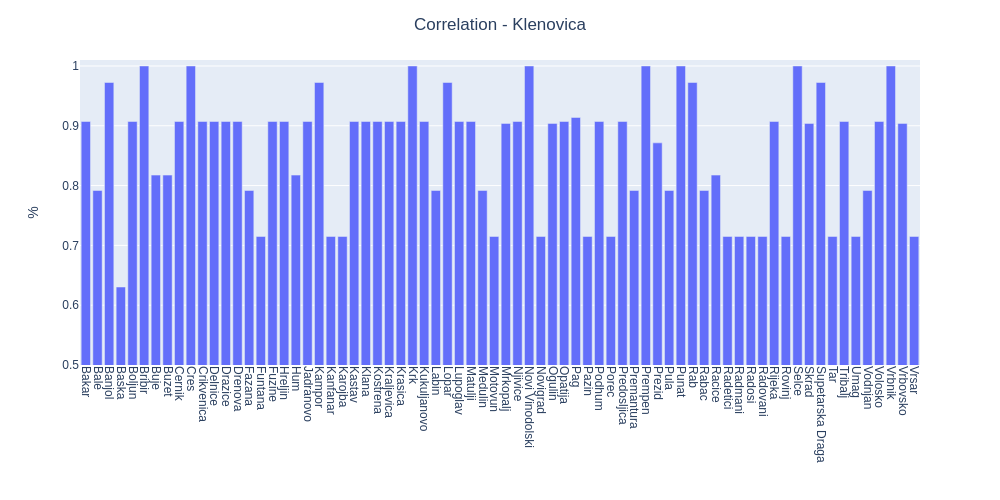 Correlation - Klenovica
%
1
0.9
0.8
0.7
0.6
0.5
Bakar
Bale
Banjol
Baska
Boljun
Bribir
Buje
Buzet
Cernik
Cres
Crikvenica
Delnice
Drazice
Drenova
Fazana
Funtana
Fuzine
Hreljin
Hum
Jadranovo
Kampor
Kanfanar
Karojba
Kastav
Klana
Kostrena
Kraljevica
Krasica
Krk
Kukuljanovo
Labin
Lopar
Lupoglav
Matulji
Medulin
Motovun
Mrkopalj
Njivice
Novi Vinodolski
Novigrad
Ogulin
Opatija
Pag
Pazin
Podhum
Porec
Predosljica
Premantura
Prempen
Prezid
Pula
Punat
Rab
Rabac
Racice
Radetici
Radmani
Radosi
Rádovani
Rijeka
Rovinj
Selce
Skrad
Supetarska Draga
Tar
Tribalj
Umag
Vodnjan
Volosko
Vrbnik
Vrbovsko
Vrsar